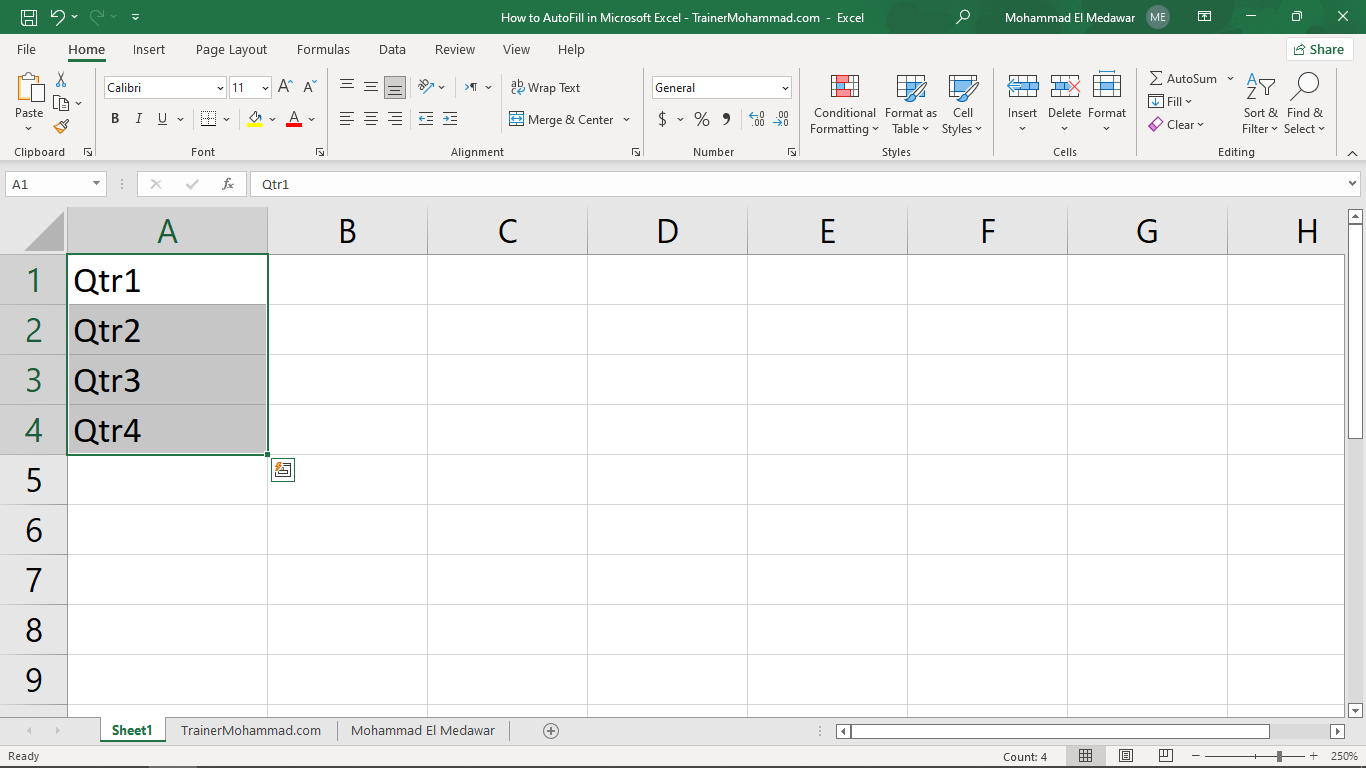 How to AutoFill in Microsoft Excel - TrainerMohammad.com - Excel
Mohammad El Medawar ME
File Home Insert Page Layout Formulas Data Review View Help Share
Paste
Calibri 11
B I U A
ab Wrap Text
Merge & Center
General
$ % 9
Conditional Formatting
Format as Table
Cell Styles
Insert Delete Format
AutoSum
Fill
Clear
Sort & Filter
Find & Select
Clipboard Font Alignment Number Styles Cells Editing
A1 fx Qtr1
A B C D E F G H
1 Qtr1
2 Qtr2
3 Qtr3
4 Qtr4
5
6
7
8
9
Sheet1 TrainerMohammad.com Mohammad El Medawar
Ready Count: 4 250%